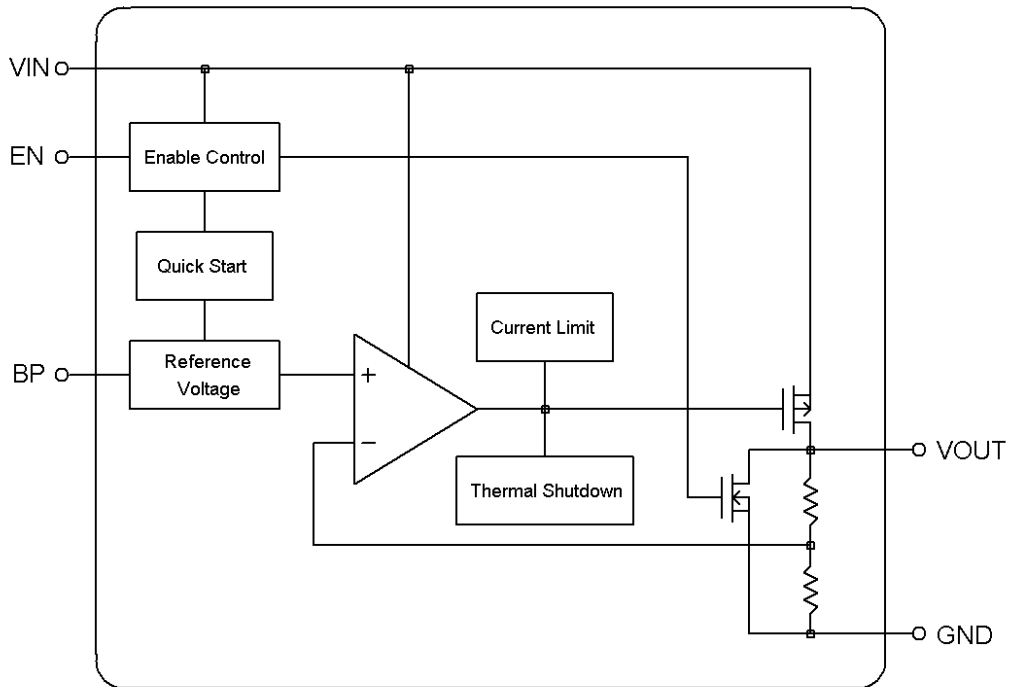 VIN
EN
Enable Control
Quick Start
BP
Reference
Voltage
+
−
Current Limit
Thermal Shutdown
VOUT
GND